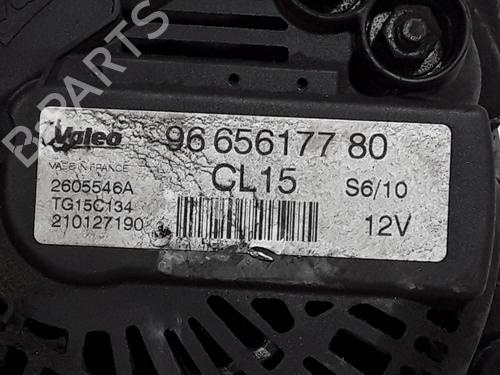 B-PARTS
Valeo
96 656177 80
MADE IN FRANCE
CL15
S6/10
2605546A
TG15C134
210127190
12V